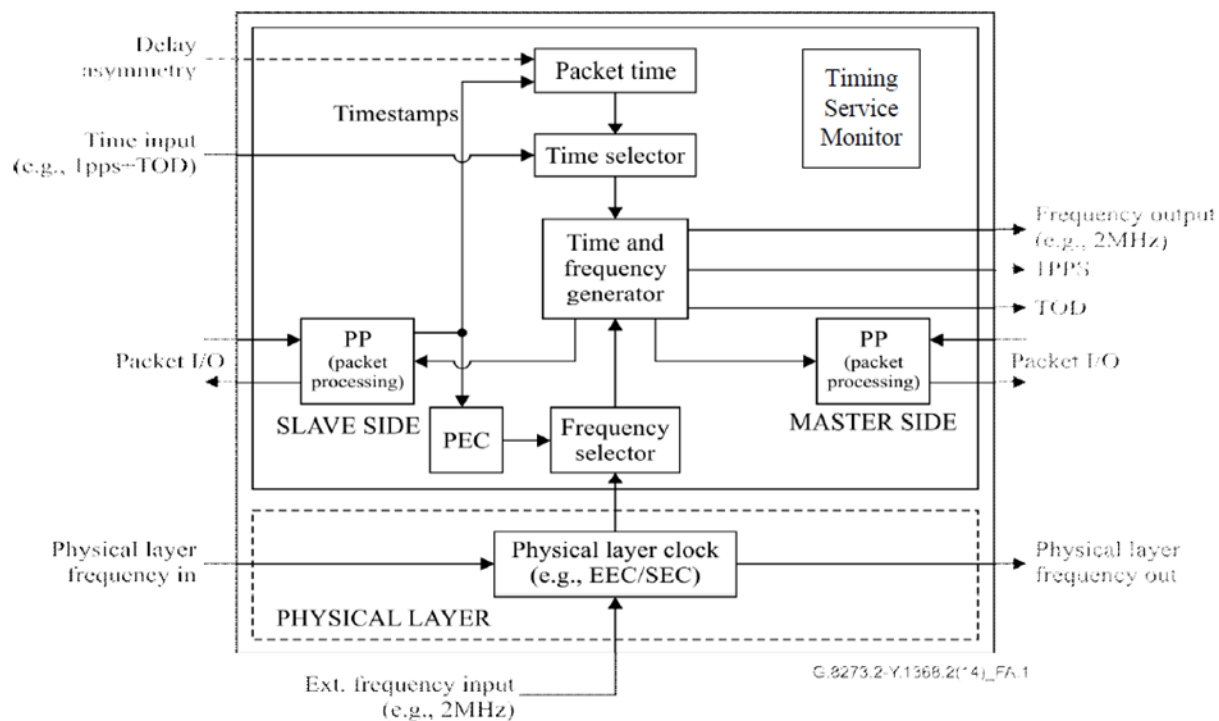 Delay
asymmetry
Packet time
Timing
Service
Monitor
Timestamps
Time input
(e.g., 1pps+TOD)
Time selector
Frequency output
(e.g., 2MHz)
1PPS
TOD
Time and
frequency
generator
PP
(packet
processing)
Packet I/O
SLAVE SIDE
PP
(packet
processing)
Packet I/O
MASTER SIDE
PEC
Frequency
selector
Physical layer
frequency in
Physical layer clock
(e.g., EEC/SEC)
Physical layer
frequency out
PHYSICAL LAYER
Ext. frequency input
(e.g., 2MHz)
G.8273.2-Y.1368.2(14)_FA.1